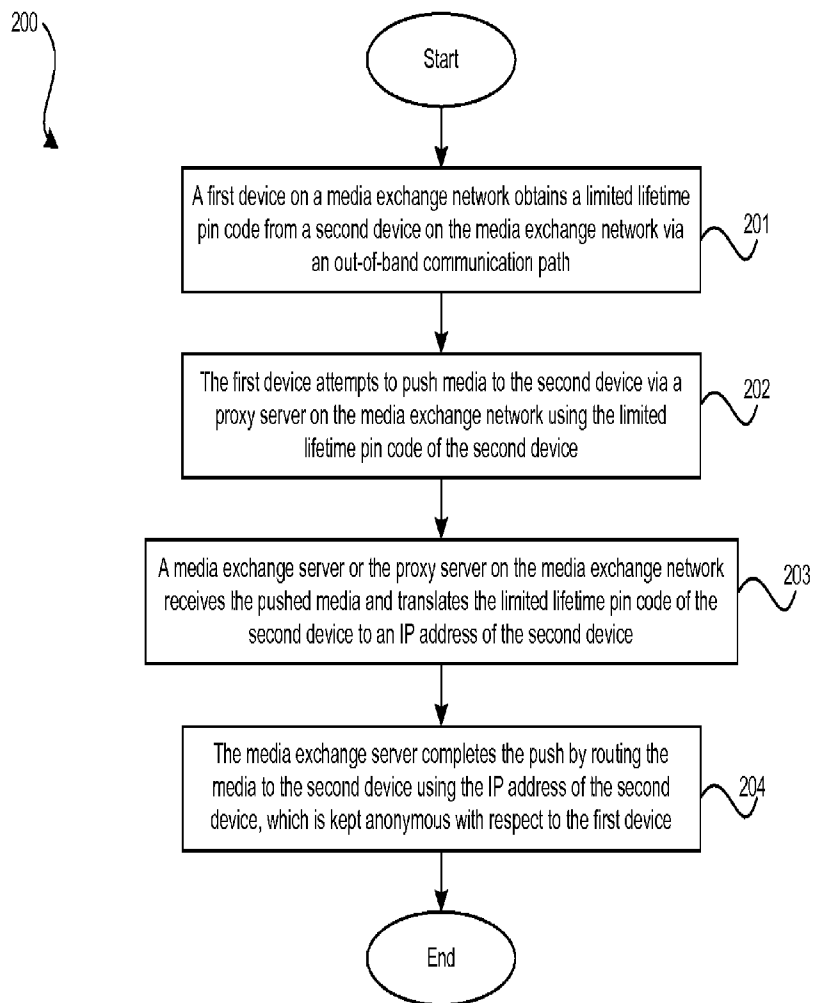 200
Start
A first device on a media exchange network obtains a limited lifetime
pin code from a second device on the media exchange network via
an out-of-band communication path
201
The first device attempts to push media to the second device via a
proxy server on the media exchange network using the limited
lifetime pin code of the second device
202
A media exchange server or the proxy server on the media exchange network
receives the pushed media and translates the limited lifetime pin code of the
second device to an IP address of the second device
203
The media exchange server completes the push by routing the
media to the second device using the IP address of the second
device, which is kept anonymous with respect to the first device
204
End